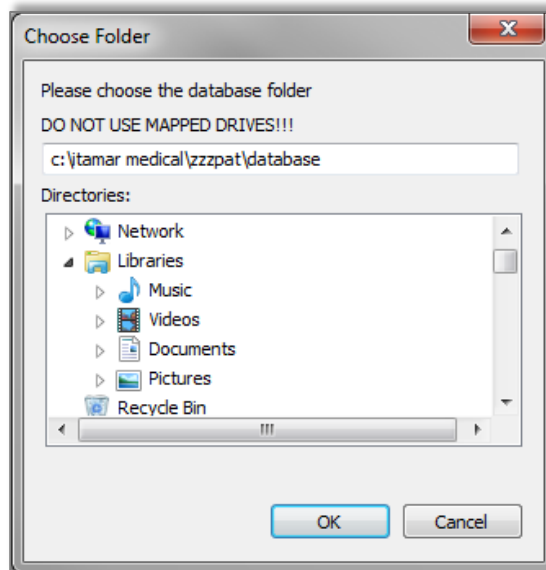 Choose Folder
Please choose the database folder
DO NOT USE MAPPED DRIVES!!!
c:\itamar medical\zzzpat\database
Directories:
Network
Libraries
Music
Videos
Documents
Pictures
Recycle Bin
OK Cancel